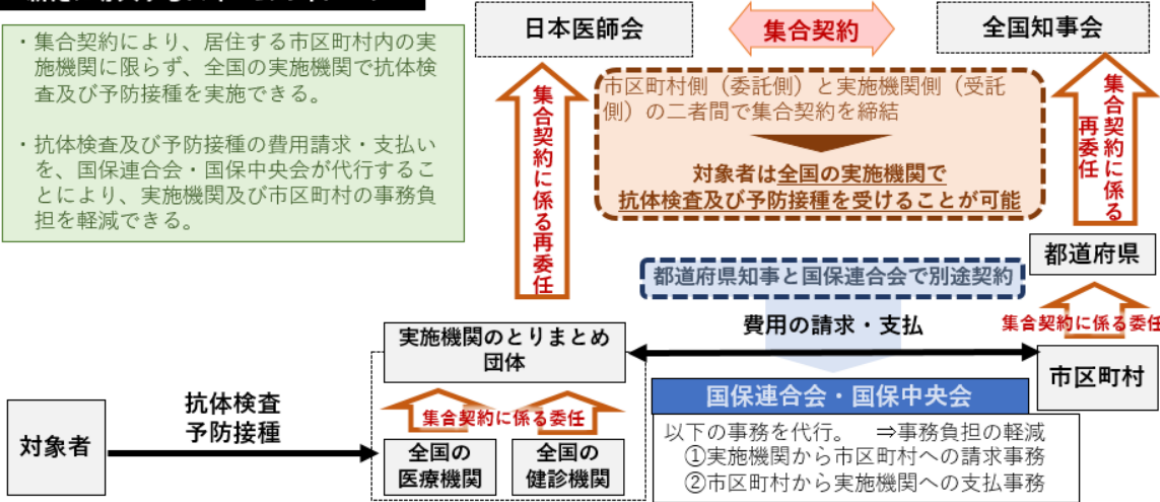 ・集合契約により、居住する市区町村内の実
施機関に限らず、全国の実施機関で抗体検
査及び予防接種を実施できる。
・抗体検査及び予防接種の費用請求・支払い
を、国保連合会・国保中央会が代行するこ
とにより、実施機関及び市区町村の事務負
担を軽減できる。
日本医師会
集合契約
全国知事会
市区町村側（委託側）と実施機関側（受託
側）の二者間で集合契約を締結
対象者は全国の実施機関で
抗体検査及び予防接種を受けることが可能
集合契約に係る再委任
集合契約に係る
再委任
都道府県
都道府県知事と国保連合会で別途契約
集合契約に係る委任
費用の請求・支払
実施機関のとりまとめ
団体
市区町村
集合契約に係る委任
全国の
医療機関
全国の
健診機関
対象者
抗体検査
予防接種
国保連合会・国保中央会
以下の事務を代行。　⇒事務負担の軽減
①実施機関から市区町村への請求事務
②市区町村から実施機関への支払事務